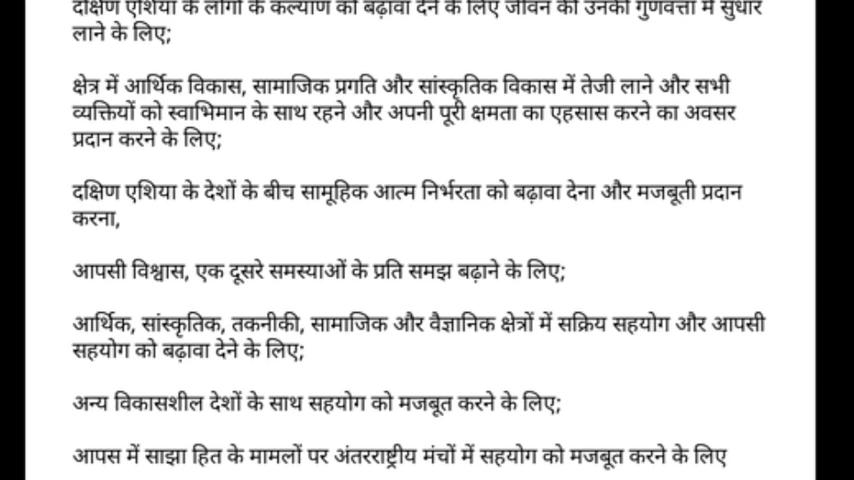 दक्षिण एशिया के लोगों के कल्याण को बढ़ावा देने के लिए जीवन की उनकी गुणवत्ता में सुधार
लाने के लिए;
क्षेत्र में आर्थिक विकास, सामाजिक प्रगति और सांस्कृतिक विकास में तेजी लाने और सभी
व्यक्तियों को स्वाभिमान के साथ रहने और अपनी पूरी क्षमता का एहसास करने का अवसर
प्रदान करने के लिए;
दक्षिण एशिया के देशों के बीच सामूहिक आत्म निर्भरता को बढ़ावा देना और मजबूती प्रदान
करना,
आपसी विश्वास, एक दूसरे समस्याओं के प्रति समझ बढ़ाने के लिए;
आर्थिक, सांस्कृतिक, तकनीकी, सामाजिक और वैज्ञानिक क्षेत्रों में सक्रिय सहयोग और आपसी
सहयोग को बढ़ावा देने के लिए;
अन्य विकासशील देशों के साथ सहयोग को मजबूत करने के लिए;
आपस में साझा हित के मामलों पर अंतरराष्ट्रीय मंचों में सहयोग को मजबूत करने के लिए